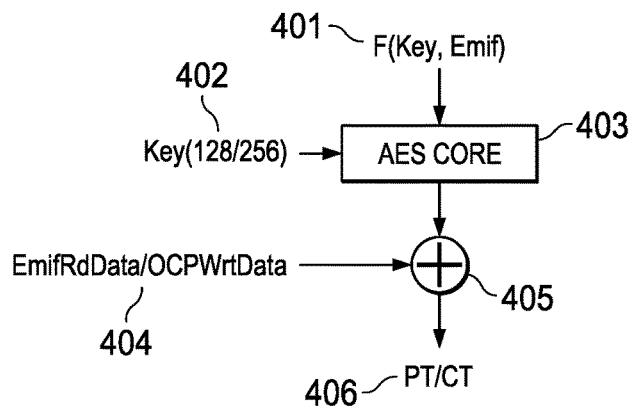 401
F(Key, Emif)
402
403
Key(128/256)
AES CORE
EmifRdData/OCPWrtData
404
405
406
PT/CT